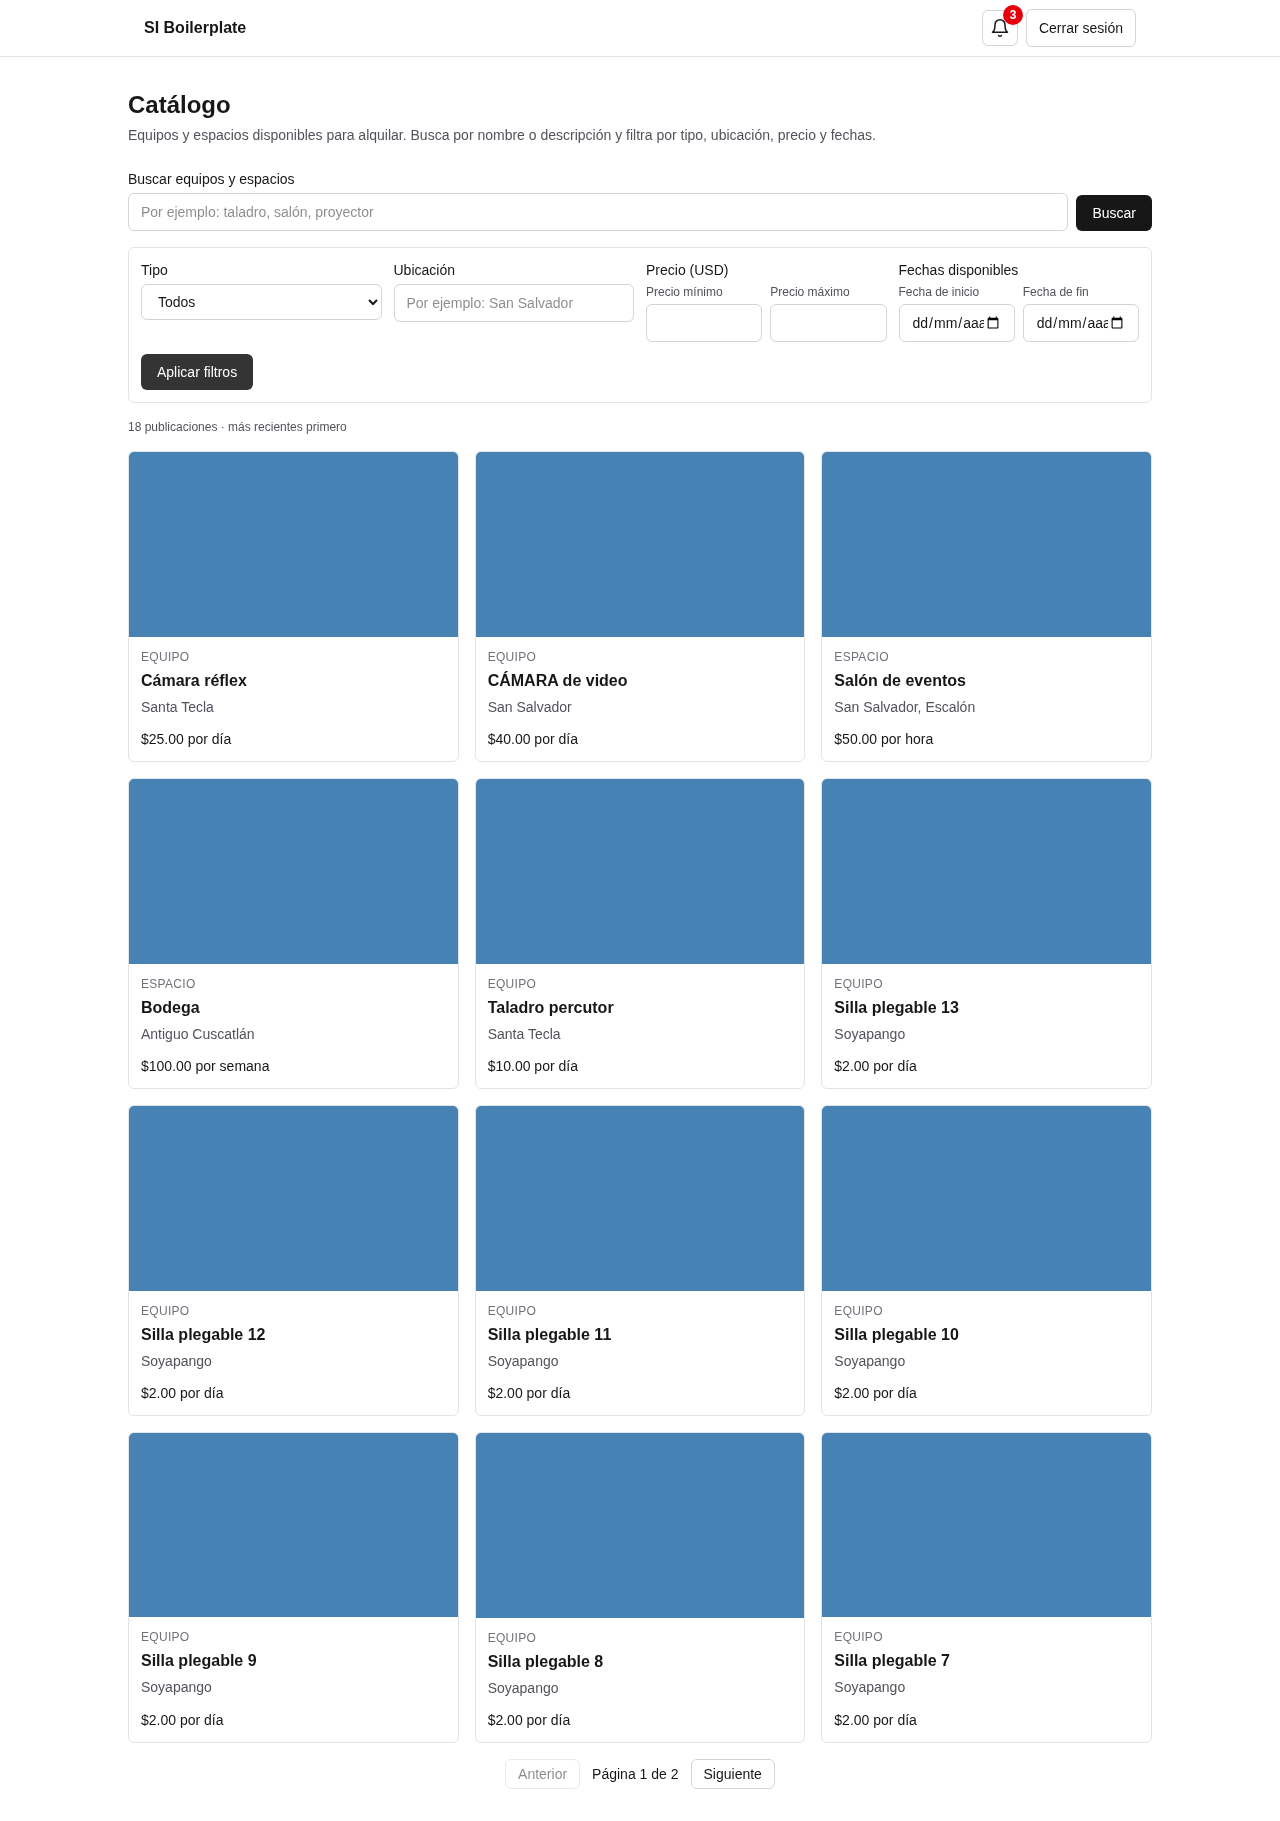 SI Boilerplate
3
Cerrar sesión
Catálogo
Equipos y espacios disponibles para alquilar. Busca por nombre o descripción y filtra por tipo, ubicación, precio y fechas.
Buscar equipos y espacios
Por ejemplo: taladro, salón, proyector
Buscar
Tipo
Ubicación
Precio (USD)
Fechas disponibles
Precio mínimo
Precio máximo
Fecha de inicio
Fecha de fin
Todos
Por ejemplo: San Salvador
dd/mm/aaa
dd/mm/aaa
Aplicar filtros
18 publicaciones · más recientes primero
EQUIPO
Cámara réflex
Santa Tecla
$25.00 por día
EQUIPO
CÁMARA de video
San Salvador
$40.00 por día
ESPACIO
Salón de eventos
San Salvador, Escalón
$50.00 por hora
ESPACIO
Bodega
Antiguo Cuscatlán
$100.00 por semana
EQUIPO
Taladro percutor
Santa Tecla
$10.00 por día
EQUIPO
Silla plegable 13
Soyapango
$2.00 por día
EQUIPO
Silla plegable 12
Soyapango
$2.00 por día
EQUIPO
Silla plegable 11
Soyapango
$2.00 por día
EQUIPO
Silla plegable 10
Soyapango
$2.00 por día
EQUIPO
Silla plegable 9
Soyapango
$2.00 por día
EQUIPO
Silla plegable 8
Soyapango
$2.00 por día
EQUIPO
Silla plegable 7
Soyapango
$2.00 por día
Anterior
Página 1 de 2
Siguiente